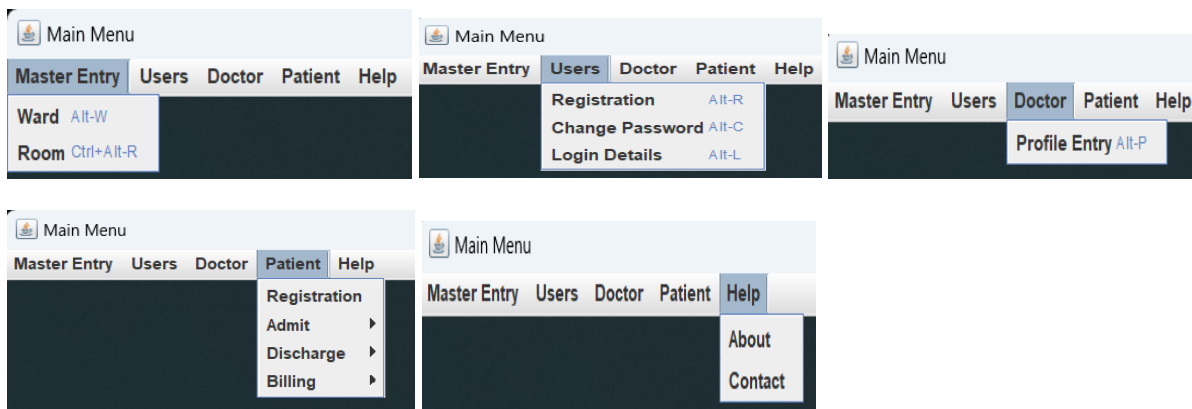 Main Menu
Master Entry Users Doctor Patient Help
Ward Alt-W
Room Ctrl+Alt-R
Main Menu
Master Entry Users Doctor Patient Help
Registration Alt-R
Change Password Alt-C
Login Details Alt-L
Main Menu
Master Entry Users Doctor Patient Help
Profile Entry Alt-P
Main Menu
Master Entry Users Doctor Patient Help
Registration
Admit
Discharge
Billing
Main Menu
Master Entry Users Doctor Patient Help
About
Contact